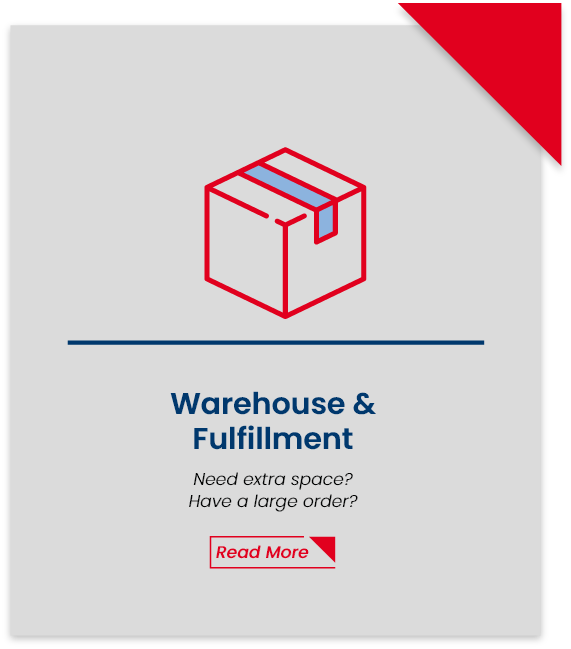 Warehouse &
Fulfillment
Need extra space?
Have a large order?
Read More